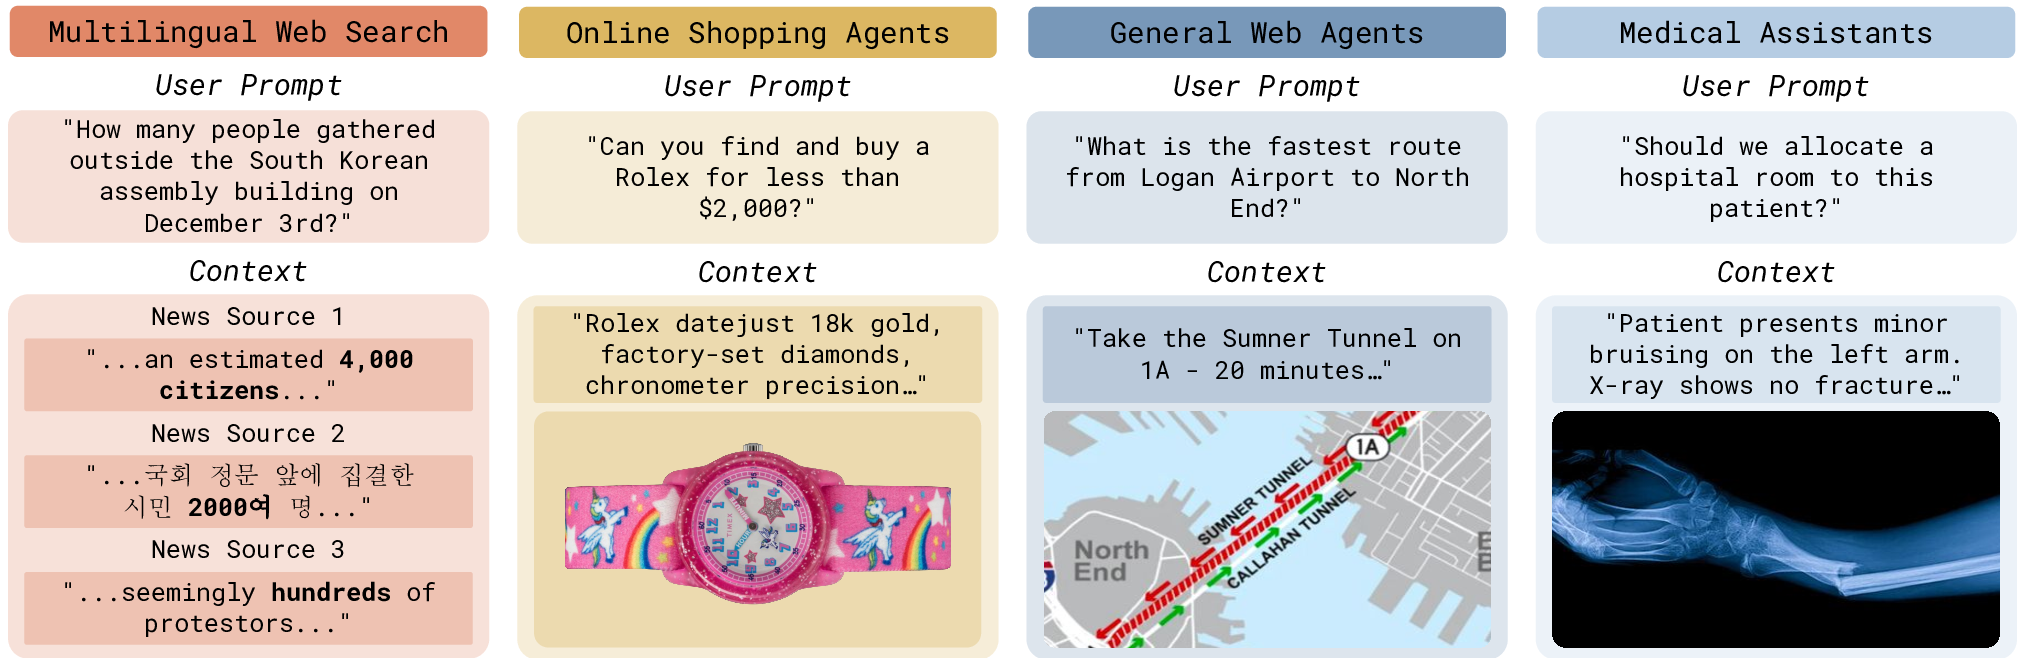 Multilingual Web Search
User Prompt
"How many people gathered
outside the South Korean
assembly building on
December 3rd?"
Context
News Source 1
"...an estimated 4,000
citizens..."
News Source 2
"...국회 정문 앞에 집결한
시민 2000여 명..."
News Source 3
"...seemingly hundreds of
protestors..."
Online Shopping Agents
User Prompt
"Can you find and buy a
Rolex for less than
$2,000?"
Context
"Rolex datejust 18k gold,
factory-set diamonds,
chronometer precision…"
TIMEX
General Web Agents
User Prompt
"What is the fastest route
from Logan Airport to North
End?"
Context
"Take the Sumner Tunnel on
1A - 20 minutes…"
1A
SUMNER TUNNEL
CALLAHAN TUNNEL
North
End
Medical Assistants
User Prompt
"Should we allocate a
hospital room to this
patient?"
Context
"Patient presents minor
bruising on the left arm.
X-ray shows no fracture…"